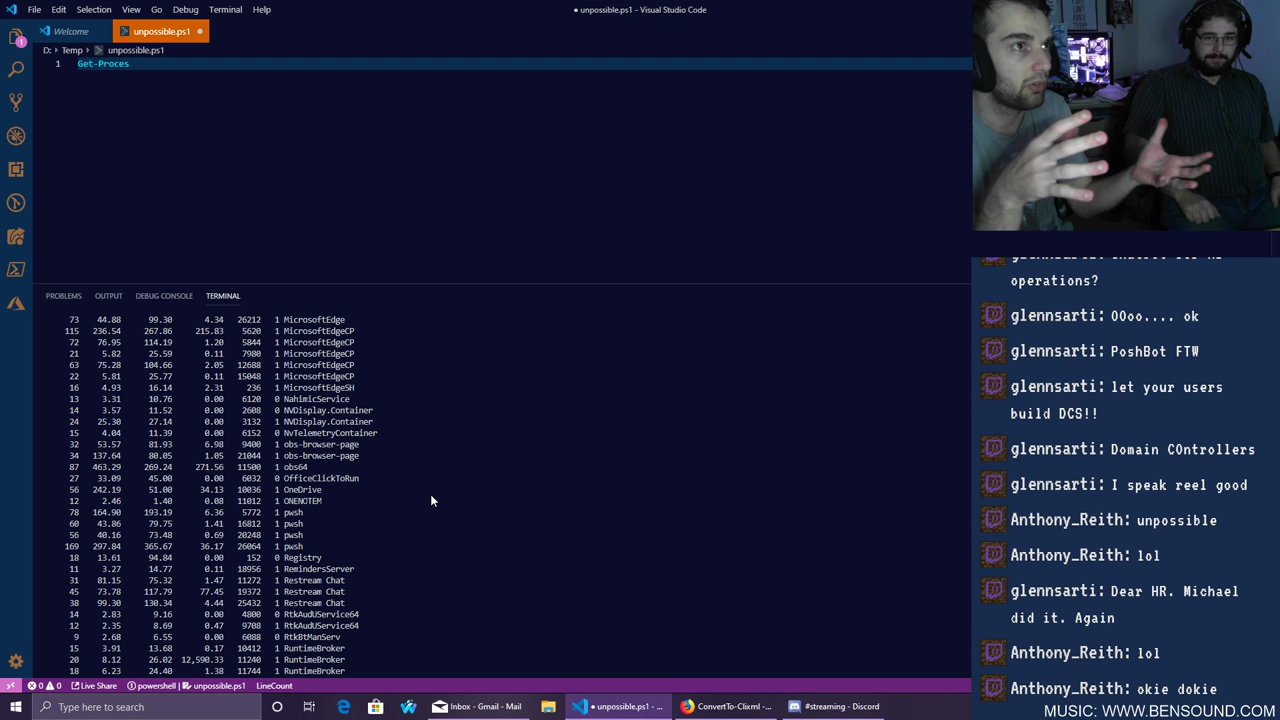 File Edit Selection View Go Debug Terminal Help
● unpossible.ps1 - Visual Studio Code
Welcome
unpossible.ps1
D: > Temp > unpossible.ps1
1 Get-Proces
PROBLEMS OUTPUT DEBUG CONSOLE TERMINAL
73 44.88 99.30 4.34 26212 1 MicrosoftEdge
115 236.54 267.86 215.83 5620 1 MicrosoftEdgeCP
72 76.95 114.19 1.20 5844 1 MicrosoftEdgeCP
21 5.82 25.59 0.11 7980 1 MicrosoftEdgeCP
63 75.28 104.66 2.05 12688 1 MicrosoftEdgeCP
22 5.81 25.77 0.11 15048 1 MicrosoftEdgeCP
16 4.93 16.14 2.31 236 1 MicrosoftEdgeSH
13 3.31 10.76 0.00 6120 0 NahimicService
14 3.57 11.52 0.00 2608 0 NVDisplay.Container
24 25.30 27.14 0.00 3132 1 NVDisplay.Container
15 4.04 11.39 0.00 6152 0 NvTelemetryContainer
32 53.57 81.93 6.98 9400 1 obs-browser-page
34 137.64 80.05 1.05 21044 1 obs-browser-page
87 463.29 269.24 271.56 11500 1 obs64
27 33.09 45.00 0.00 6032 0 OfficeClickToRun
56 242.19 51.00 34.13 10036 1 OneDrive
12 2.46 1.40 0.08 11012 1 ONENOTEM
78 164.90 193.19 6.36 5772 1 pwsh
60 43.86 79.75 1.41 16812 1 pwsh
56 40.16 73.48 0.69 20248 1 pwsh
169 297.84 365.67 36.17 26064 1 pwsh
18 13.61 94.84 0.00 152 0 Registry
11 3.27 14.77 0.11 18956 1 RemindersServer
31 81.15 75.32 1.47 11272 1 Restream Chat
45 73.78 117.79 77.45 19372 1 Restream Chat
38 99.30 130.34 4.44 25432 1 Restream Chat
14 2.83 9.16 0.00 4800 0 RtkAudUService64
12 2.35 8.69 0.47 9708 1 RtkAudUService64
9 2.68 6.55 0.00 6088 0 RtkBtManServ
15 3.91 13.68 0.17 10412 1 RuntimeBroker
20 8.12 26.02 12,590.33 11240 1 RuntimeBroker
18 6.23 24.40 1.38 11744 1 RuntimeBroker
0 0 Live Share powershell | unpossible.ps1 LineCount
Type here to search
Inbox - Gmail - Mail
● unpossible.ps1 - ...
ConvertTo-Clixml -...
#streaming - Discord
operations?
glennsarti: OOoo.... ok
glennsarti: PoshBot FTW
glennsarti: let your users
build DCS!!
glennsarti: Domain COntrollers
glennsarti: I speak reel good
Anthony_Reith: unpossible
Anthony_Reith: lol
glennsarti: Dear HR. Michael
did it. Again
Anthony_Reith: lol
Anthony_Reith: okie dokie
MUSIC: WWW.BENSOUND.COM